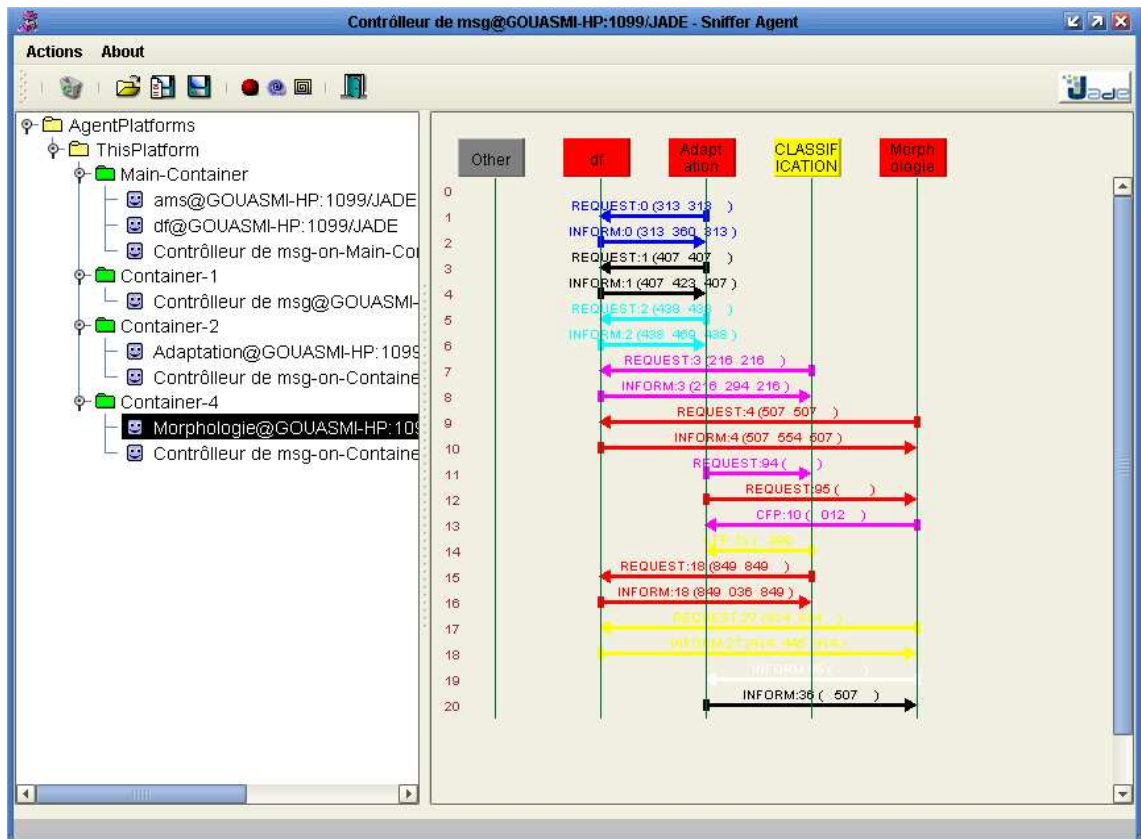 Contrôlleur de msg@GOUASMI-HP:1099/JADE - Sniffer Agent
Actions About
Jade
AgentPlatforms
ThisPlatform
Main-Container
ams@GOUASMI-HP:1099/JADE
df@GOUASMI-HP:1099/JADE
Contrôlleur de msg-on-Main-Co
Container-1
Contrôlleur de msg@GOUASMI-
Container-2
Adaptation@GOUASMI-HP:1099
Contrôlleur de msg-on-Containe
Container-4
Morphologie@GOUASMI-HP:109
Contrôlleur de msg-on-Containe
Other
df
Adapt
ation
CLASSIF
ICATION
Morph
ologie
0
REQUEST:0 (313 313 )
1
INFORM:0 (313 360 313 )
2
REQUEST:1 (407 407 )
3
INFORM:1 (407 423 407 )
4
REQUEST:2 (438 438 )
5
INFORM:2 (438 469 438 )
6
REQUEST:3 (216 216 )
7
INFORM:3 (216 294 216 )
8
REQUEST:4 (507 507 )
9
INFORM:4 (507 554 507 )
10
REQUEST:94 ( )
11
REQUEST:95 ( )
12
CFP:10 ( 012 )
13
14
REQUEST:18 (849 849 )
15
INFORM:18 (849 036 849 )
16
17
18
19
INFORM:36 ( 507 )
20